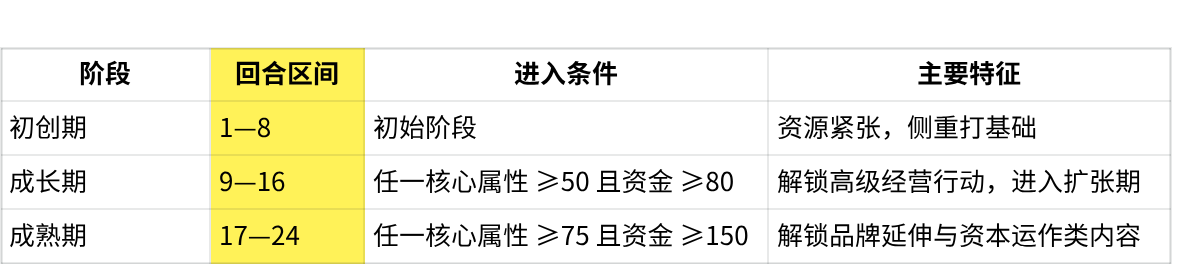 阶段 回合区间 进入条件 主要特征
初创期 1—8 初始阶段 资源紧张，侧重打基础
成长期 9—16 任一核心属性 ≥50 且资金 ≥80 解锁高级经营行动，进入扩张期
成熟期 17—24 任一核心属性 ≥75 且资金 ≥150 解锁品牌延伸与资本运作类内容